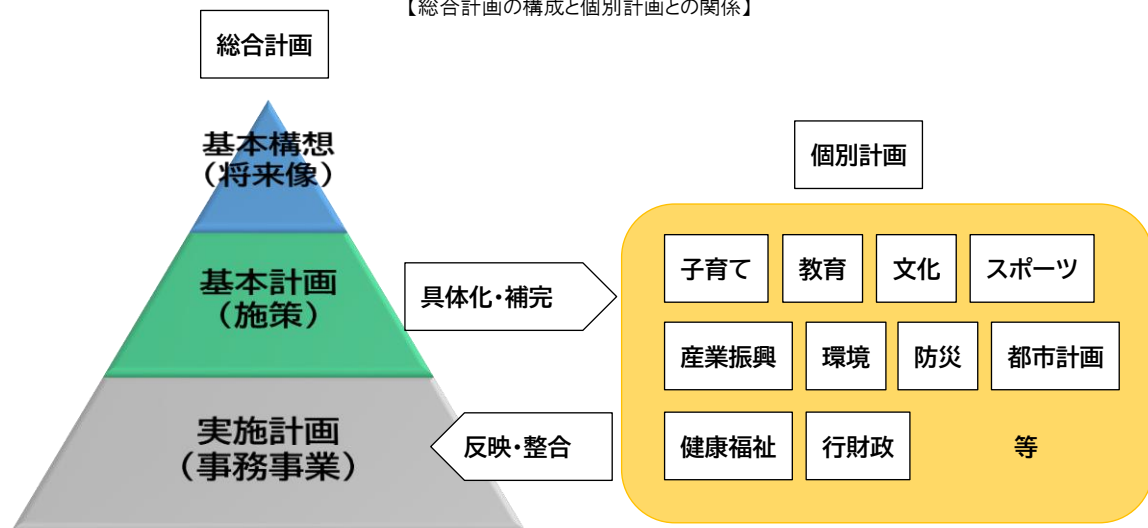 【総合計画の構成と個別計画との関係】
総合計画
基本構想
（将来像）
基本計画
（施策）
実施計画
（事務事業）
具体化・補完
反映・整合
個別計画
子育て 教育 文化 スポーツ
産業振興 環境 防災 都市計画
健康福祉 行財政 等